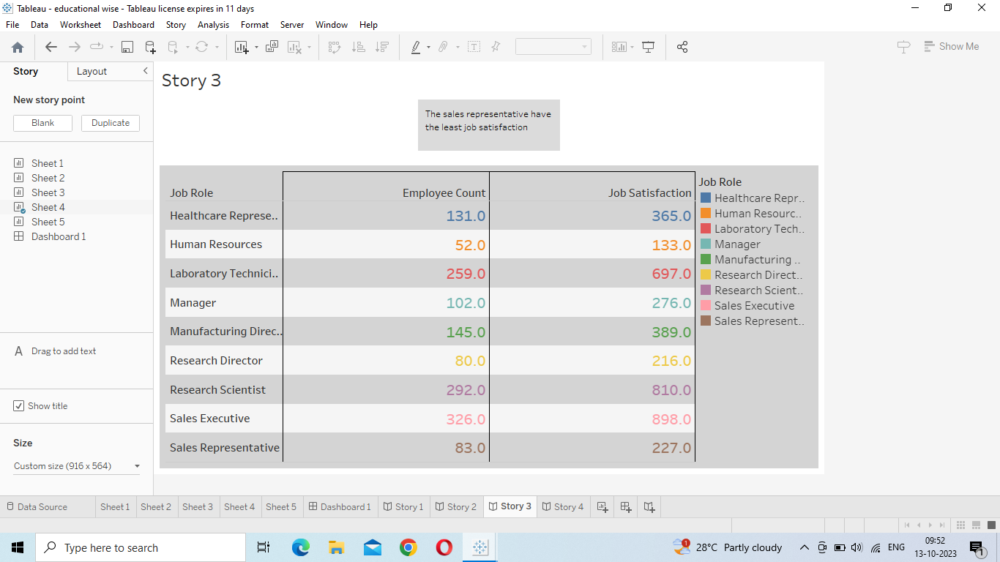 Tableau - educational wise - Tableau license expires in 11 days
File Data Worksheet Dashboard Story Analysis Format Server Window Help
Show Me
Story Layout
New story point
Blank Duplicate
Sheet 1
Sheet 2
Sheet 3
Sheet 4
Sheet 5
Dashboard 1
A Drag to add text
Show title
Size
Custom size (916 x 564)
Story 3
The sales representative have
the least job satisfaction
Job Role Employee Count Job Satisfaction
Healthcare Represe.. 131.0 365.0
Human Resources 52.0 133.0
Laboratory Technici.. 259.0 697.0
Manager 102.0 276.0
Manufacturing Direc.. 145.0 389.0
Research Director 80.0 216.0
Research Scientist 292.0 810.0
Sales Executive 326.0 898.0
Sales Representative 83.0 227.0
Job Role
Healthcare Repr..
Human Resourc..
Laboratory Tech..
Manager
Manufacturing ..
Research Direct..
Research Scient..
Sales Executive
Sales Represent..
Data Source Sheet 1 Sheet 2 Sheet 3 Sheet 4 Sheet 5 Dashboard 1 Story 1 Story 2 Story 3 Story 4
Type here to search
1
28°C Partly cloudy
ENG
09:52
13-10-2023
1